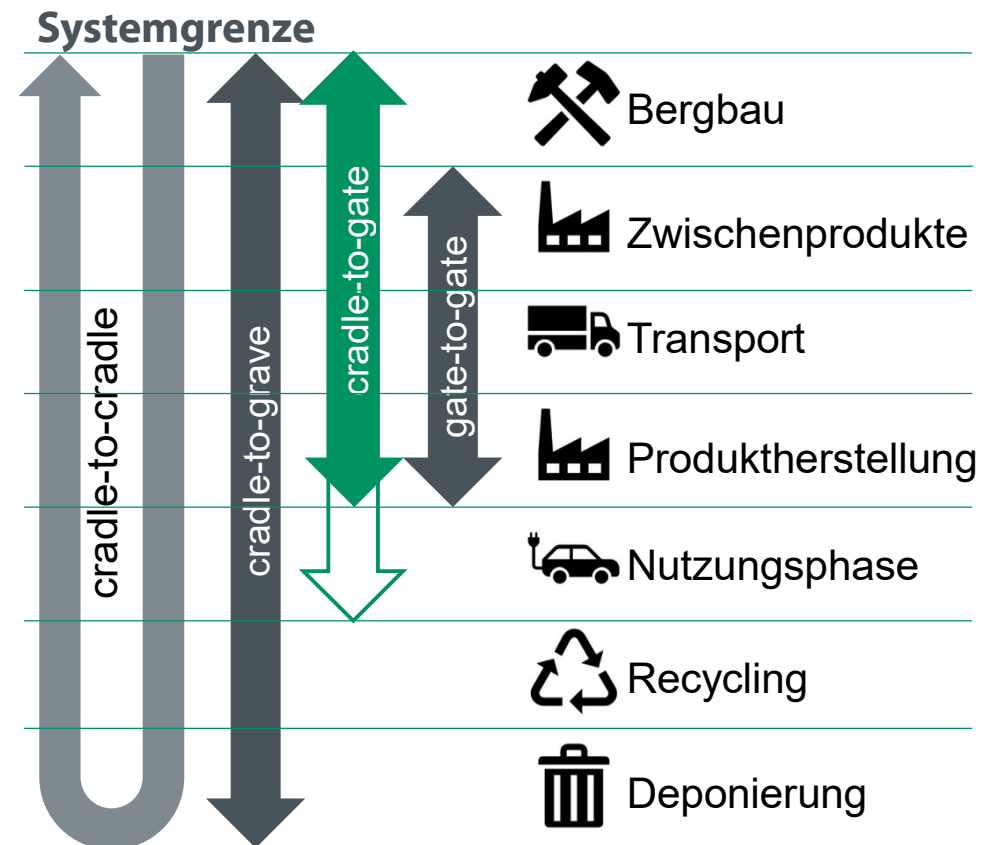 Systemgrenze
cradle-to-cradle
cradle-to-grave
cradle-to-gate
gate-to-gate
Bergbau
Zwischenprodukte
Transport
Produktherstellung
Nutzungsphase
Recycling
Deponierung